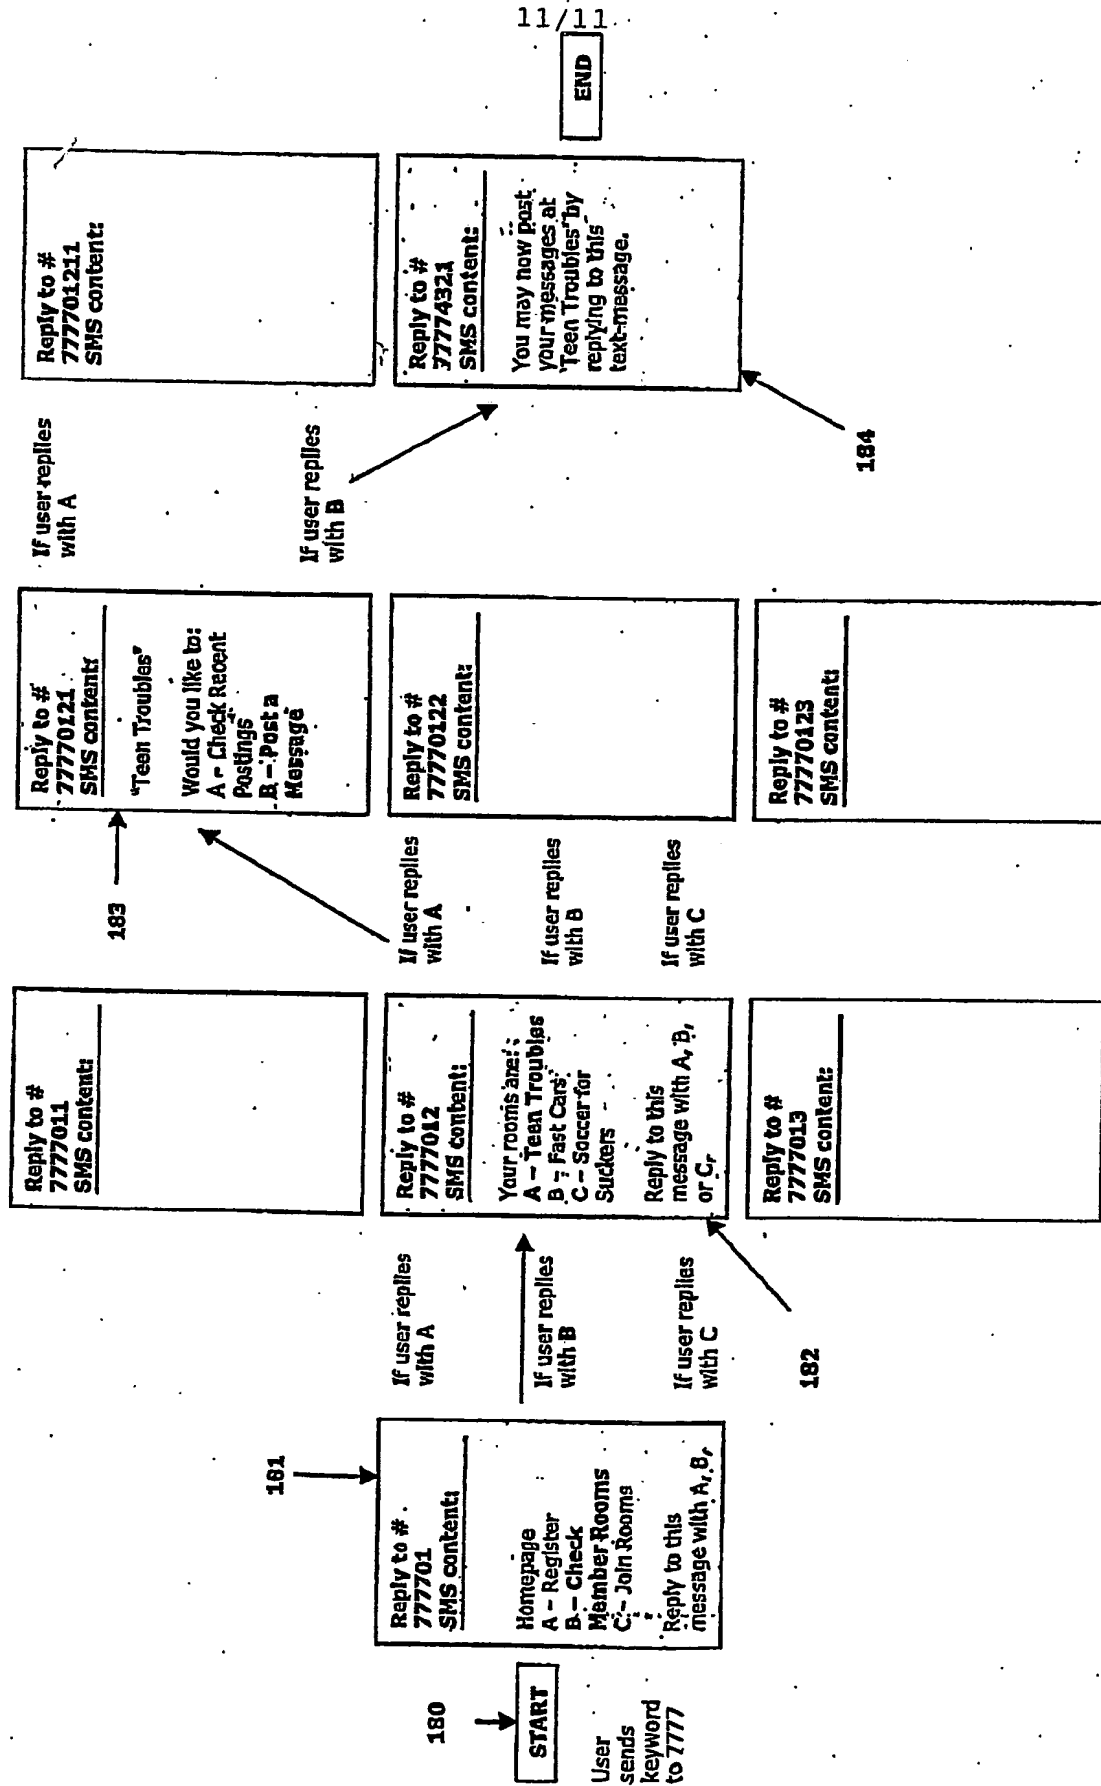 11/11
180
START
User
sends
keyword
to 7777
181
Reply to #
777701
SMS content:
Homepage
A – Register
B – Check
Member Rooms
C – Join Rooms
Reply to this
message with A, B,
If user replies
with A
If user replies
with B
If user replies
with C
182
Reply to #
7777011
SMS content:
Reply to #
7777012
SMS content:
Your rooms are:
A – Teen Troubles
B – Fast Cars
C – Soccer for
Suckers
Reply to this
message with A, B,
or C,
Reply to #
7777013
SMS content:
183
If user replies
with A
If user replies
with B
If user replies
with C
Reply to #
77770121
SMS content:
"Teen Troubles"
Would you like to:
A – Check Recent
Postings
B – Post a
Message
Reply to #
77770122
SMS content:
Reply to #
77770123
SMS content:
If user replies
with A
If user replies
with B
Reply to #
777701211
SMS content:
Reply to #
77774321
SMS content:
You may now post
your messages at
'Teen Troubles" by
replying to this
text-message.
184
END